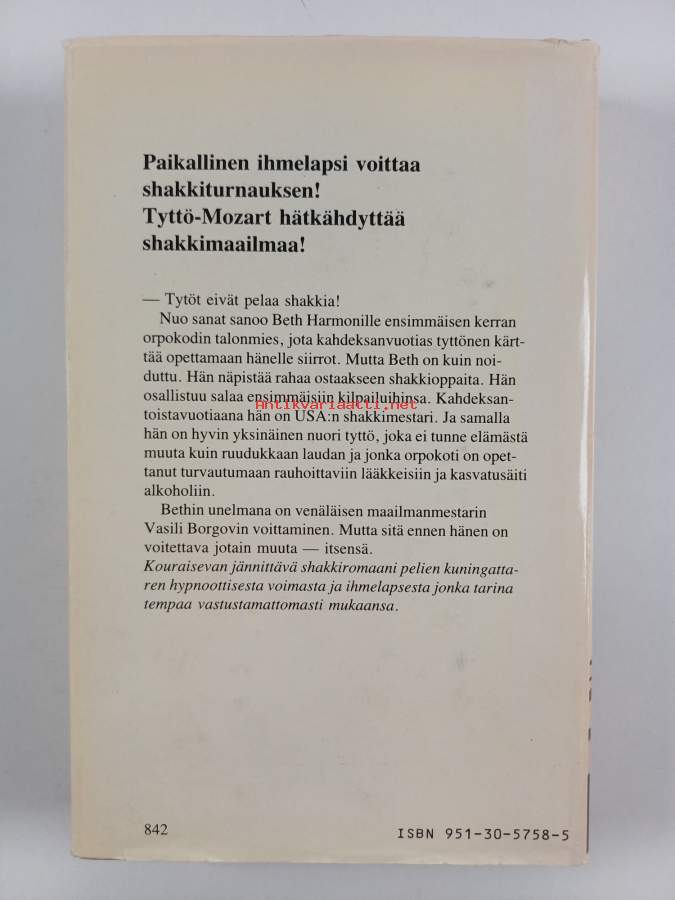 Paikallinen ihmelapsi voittaa
shakkiturnauksen!
Tyttö-Mozart hätkähdyttää
shakkimaailmaa!
— Tytöt eivät pelaa shakkia!
Nuo sanat sanoo Beth Harmonille ensimmäisen kerran
orpokodin talonmies, jota kahdeksanvuotias tyttönen kärt-
tää opettamaan hänelle siirrot. Mutta Beth on kuin noi-
duttu. Hän näpistää rahaa ostaakseen shakkioppaita. Hän
osallistuu salaa ensimmäisiin kilpailuihinsa. Kahdeksan-
Antikvariaatti.net
toistavuotiaana hän on USA:n shakkimestari. Ja samalla
hän on hyvin yksinäinen nuori tyttö, joka ei tunne elämästä
muuta kuin ruudukkaan laudan ja jonka orpokoti on opet-
tanut turvautumaan rauhoittaviin lääkkeisiin ja kasvatusäiti
alkoholiin.
Bethin unelmana on venäläisen maailmanmestarin
Vasili Borgovin voittaminen. Mutta sitä ennen hänen on
voitettava jotain muuta — itsensä.
Kouraisevan jännittävä shakkiromaani pelien kuningatta-
ren hypnoottisesta voimasta ja ihmelapsesta jonka tarina
tempaa vastustamattomasti mukaansa.
842
ISBN 951-30-5758-5